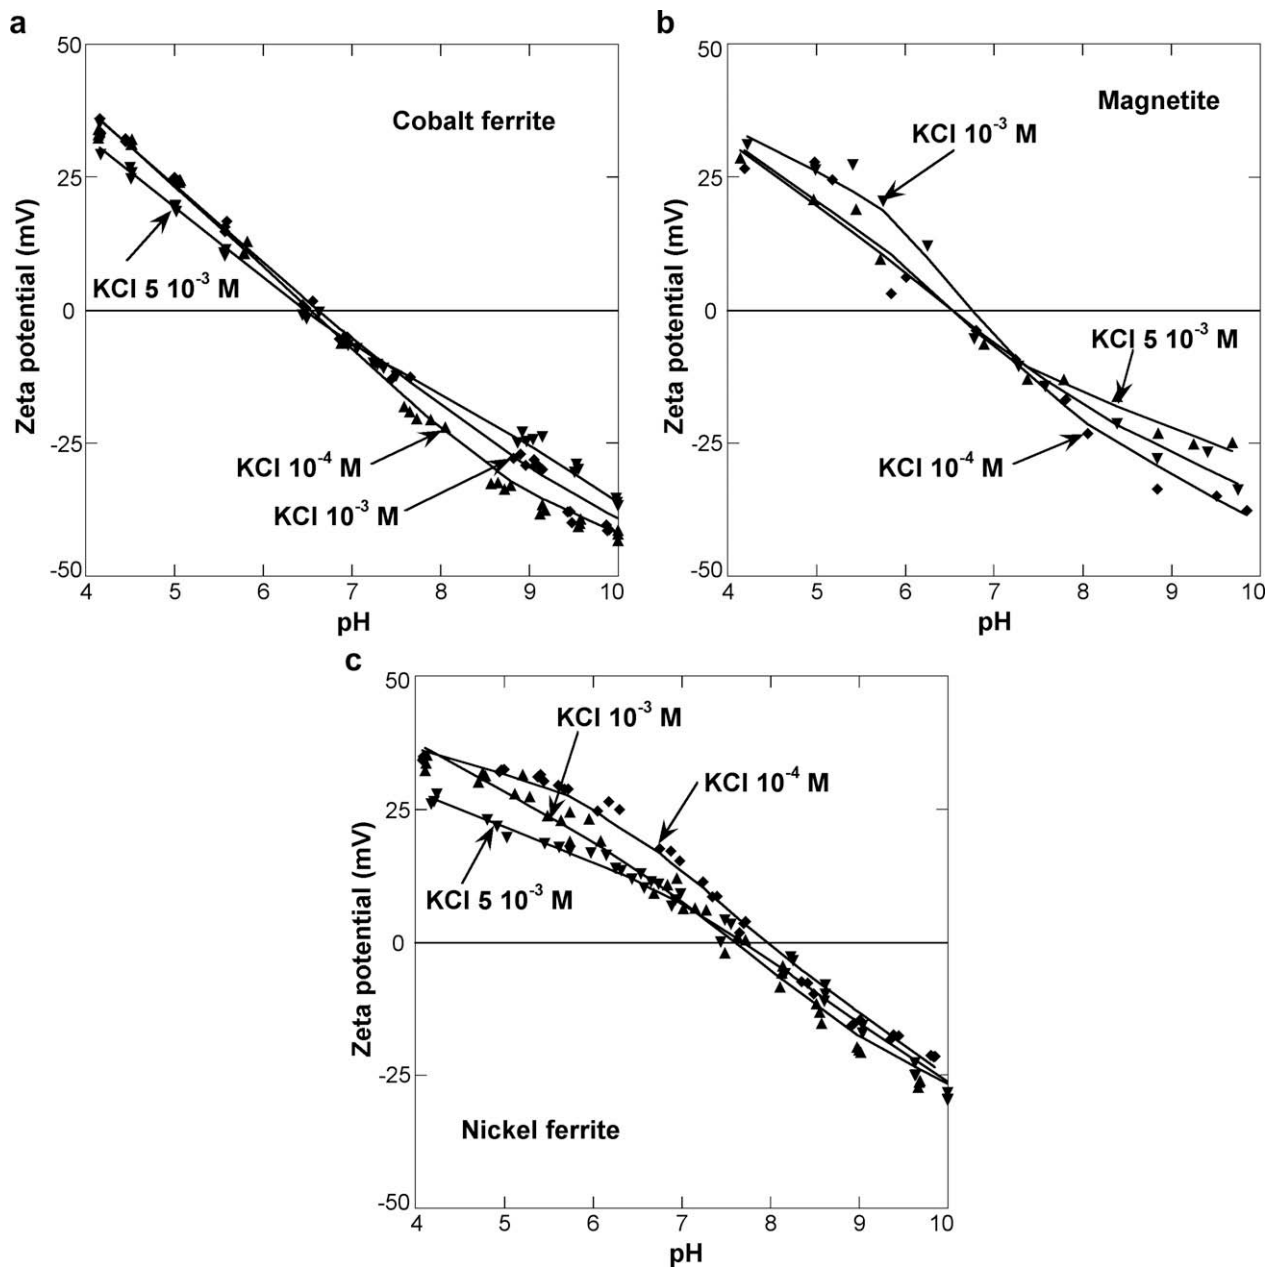 a
50
25
0
-25
-50
Zeta potential (mV)
Cobalt ferrite
KCl 5 10-3 M
KCl 10-4 M
KCl 10-3 M
4 5 6 7 8 9 10
pH
b
50
25
0
-25
-50
Zeta potential (mV)
Magnetite
KCl 10-3 M
KCl 5 10-3 M
KCl 10-4 M
4 5 6 7 8 9 10
pH
c
50
25
0
-25
-50
Zeta potential (mV)
KCl 10-3 M
KCl 10-4 M
KCl 5 10-3 M
Nickel ferrite
4 5 6 7 8 9 10
pH